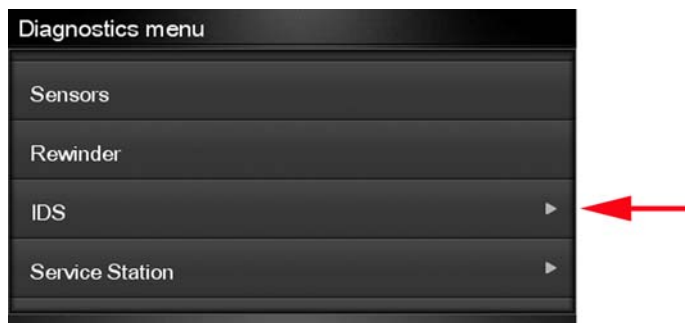 Diagnostics menu
Sensors
Rewinder
IDS
Service Station